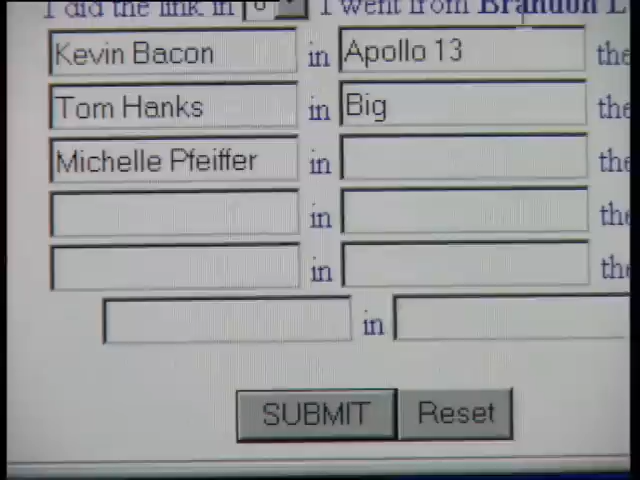 I did the link in 6 I went from Brandon L
Kevin Bacon in Apollo 13 the
Tom Hanks in Big the
Michelle Pfeiffer in the
in the
in the
in
SUBMIT Reset